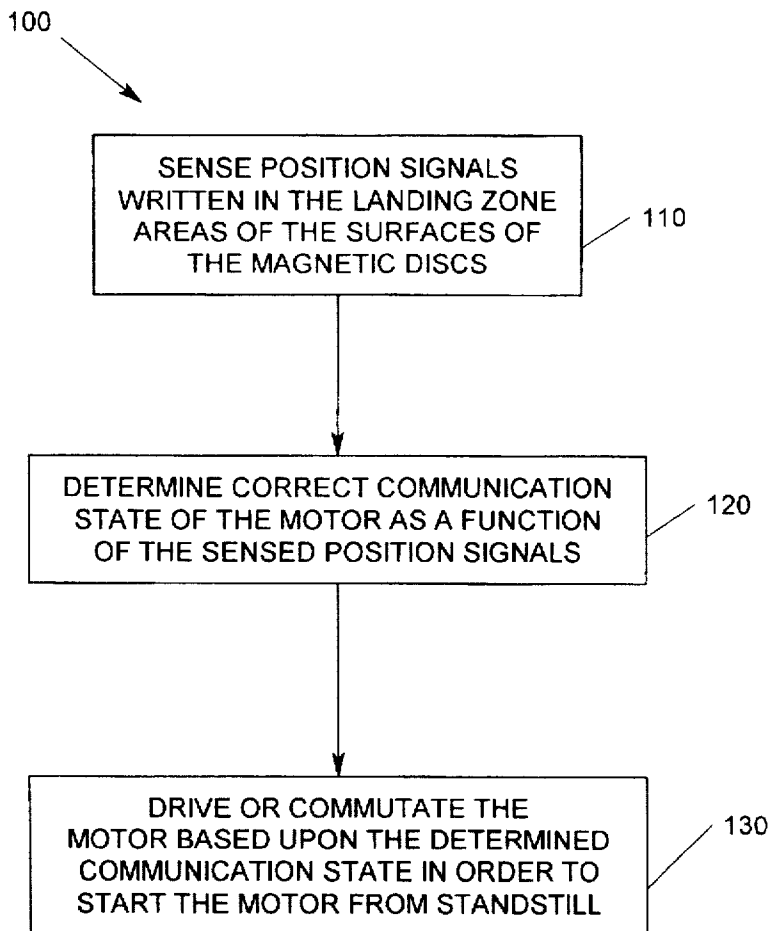 100
SENSE POSITION SIGNALS
WRITTEN IN THE LANDING ZONE
AREAS OF THE SURFACES OF
THE MAGNETIC DISCS
110
DETERMINE CORRECT COMMUNICATION
STATE OF THE MOTOR AS A FUNCTION
OF THE SENSED POSITION SIGNALS
120
DRIVE OR COMMUTATE THE
MOTOR BASED UPON THE DETERMINED
COMMUNICATION STATE IN ORDER TO
START THE MOTOR FROM STANDSTILL
130